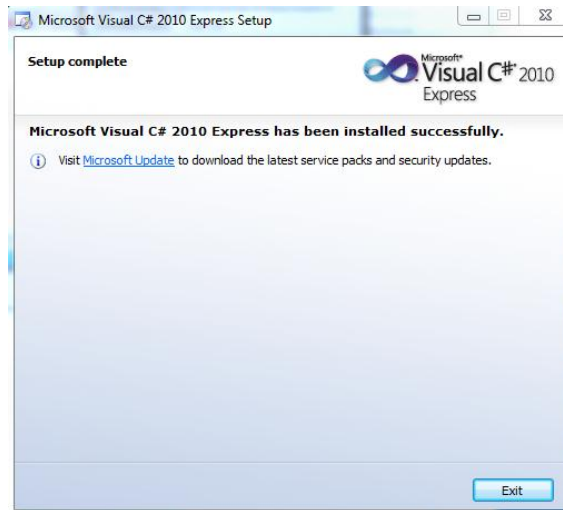 Microsoft Visual C# 2010 Express Setup
Setup complete
Microsoft®
Visual C#® 2010
Express
Microsoft Visual C# 2010 Express has been installed successfully.
Visit Microsoft Update to download the latest service packs and security updates.
Exit